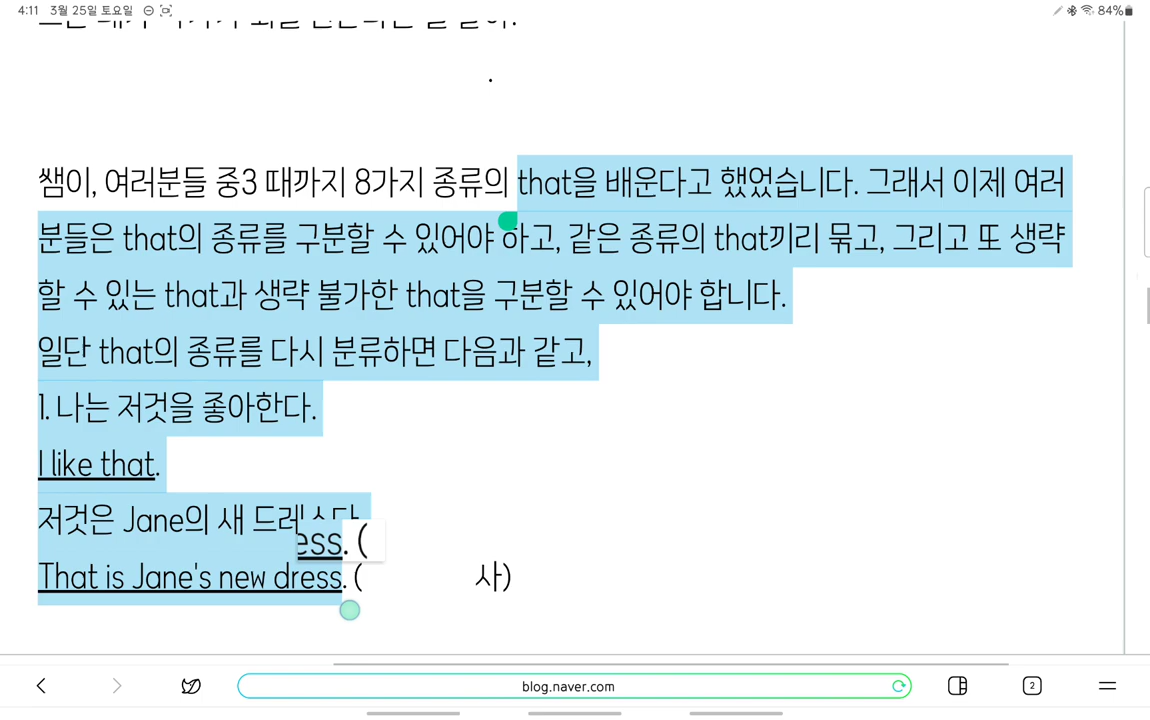 4:11 3월 25일 토요일 84%
쌤이, 여러분들 중3 때까지 8가지 종류의 that을 배운다고 했었습니다. 그래서 이제 여러
분들은 that의 종류를 구분할 수 있어야 하고, 같은 종류의 that끼리 묶고, 그리고 또 생략
할 수 있는 that과 생략 불가한 that을 구분할 수 있어야 합니다.
일단 that의 종류를 다시 분류하면 다음과 같고,
1. 나는 저것을 좋아한다.
I like that.
저것은 Jane의 새 드레스다
ess. (
That is Jane's new dress. ( 사)
blog.naver.com
2